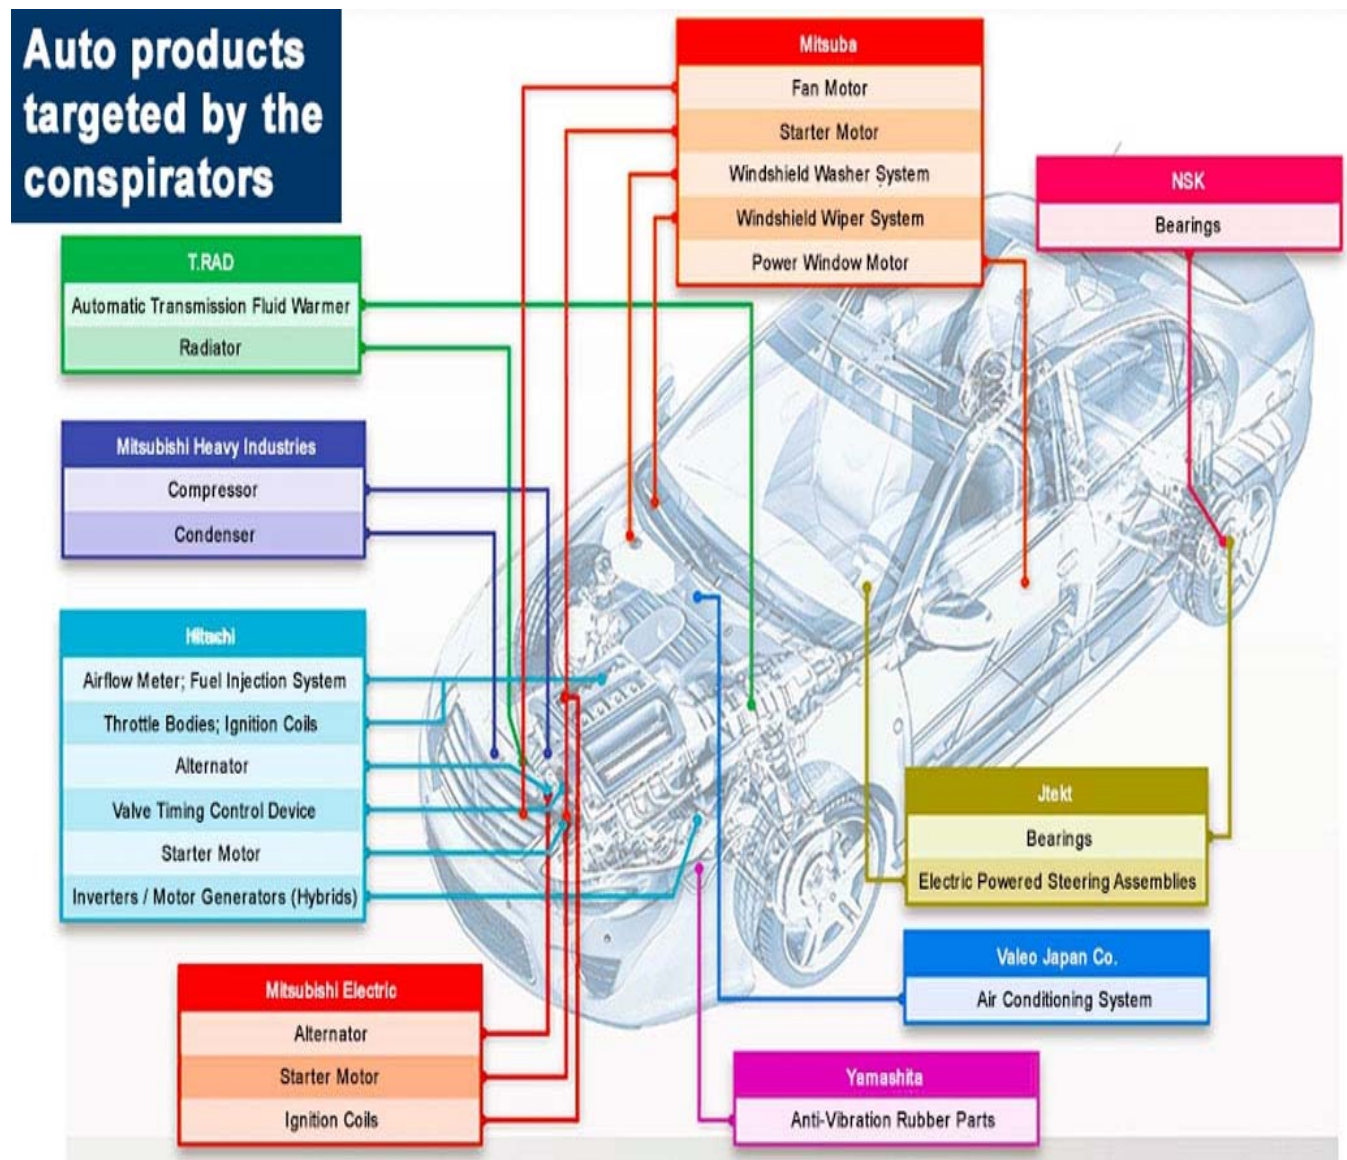 Auto products
targeted by the
conspirators
Mitsuba
Fan Motor
Starter Motor
Windshield Washer System
Windshield Wiper System
Power Window Motor
NSK
Bearings
T.RAD
Automatic Transmission Fluid Warmer
Radiator
Mitsubishi Heavy Industries
Compressor
Condenser
Hitachi
Airflow Meter; Fuel Injection System
Throttle Bodies; Ignition Coils
Alternator
Valve Timing Control Device
Starter Motor
Inverters / Motor Generators (Hybrids)
Jtekt
Bearings
Electric Powered Steering Assemblies
Valeo Japan Co.
Air Conditioning System
Mitsubishi Electric
Alternator
Starter Motor
Ignition Coils
Yamashita
Anti-Vibration Rubber Parts